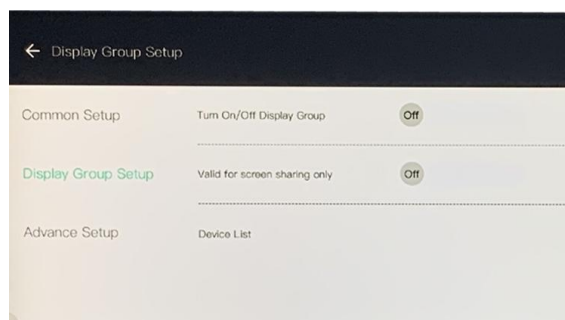 ← Display Group Setup
Common Setup
Turn On/Off Display Group
Off
Display Group Setup
Valid for screen sharing only
Off
Advance Setup
Device List